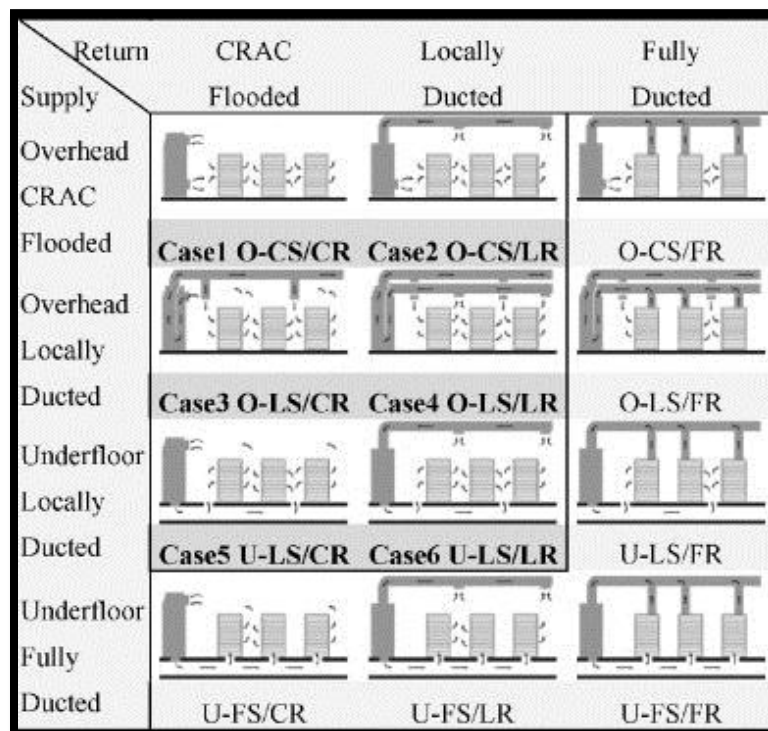 Return CRAC Locally Fully
Supply Flooded Ducted Ducted
Overhead
CRAC
Flooded Case1 O-CS/CR Case2 O-CS/LR O-CS/FR
Overhead
Locally
Ducted Case3 O-LS/CR Case4 O-LS/LR O-LS/FR
Underfloor
Locally
Ducted Case5 U-LS/CR Case6 U-LS/LR U-LS/FR
Underfloor
Fully
Ducted U-FS/CR U-FS/LR U-FS/FR